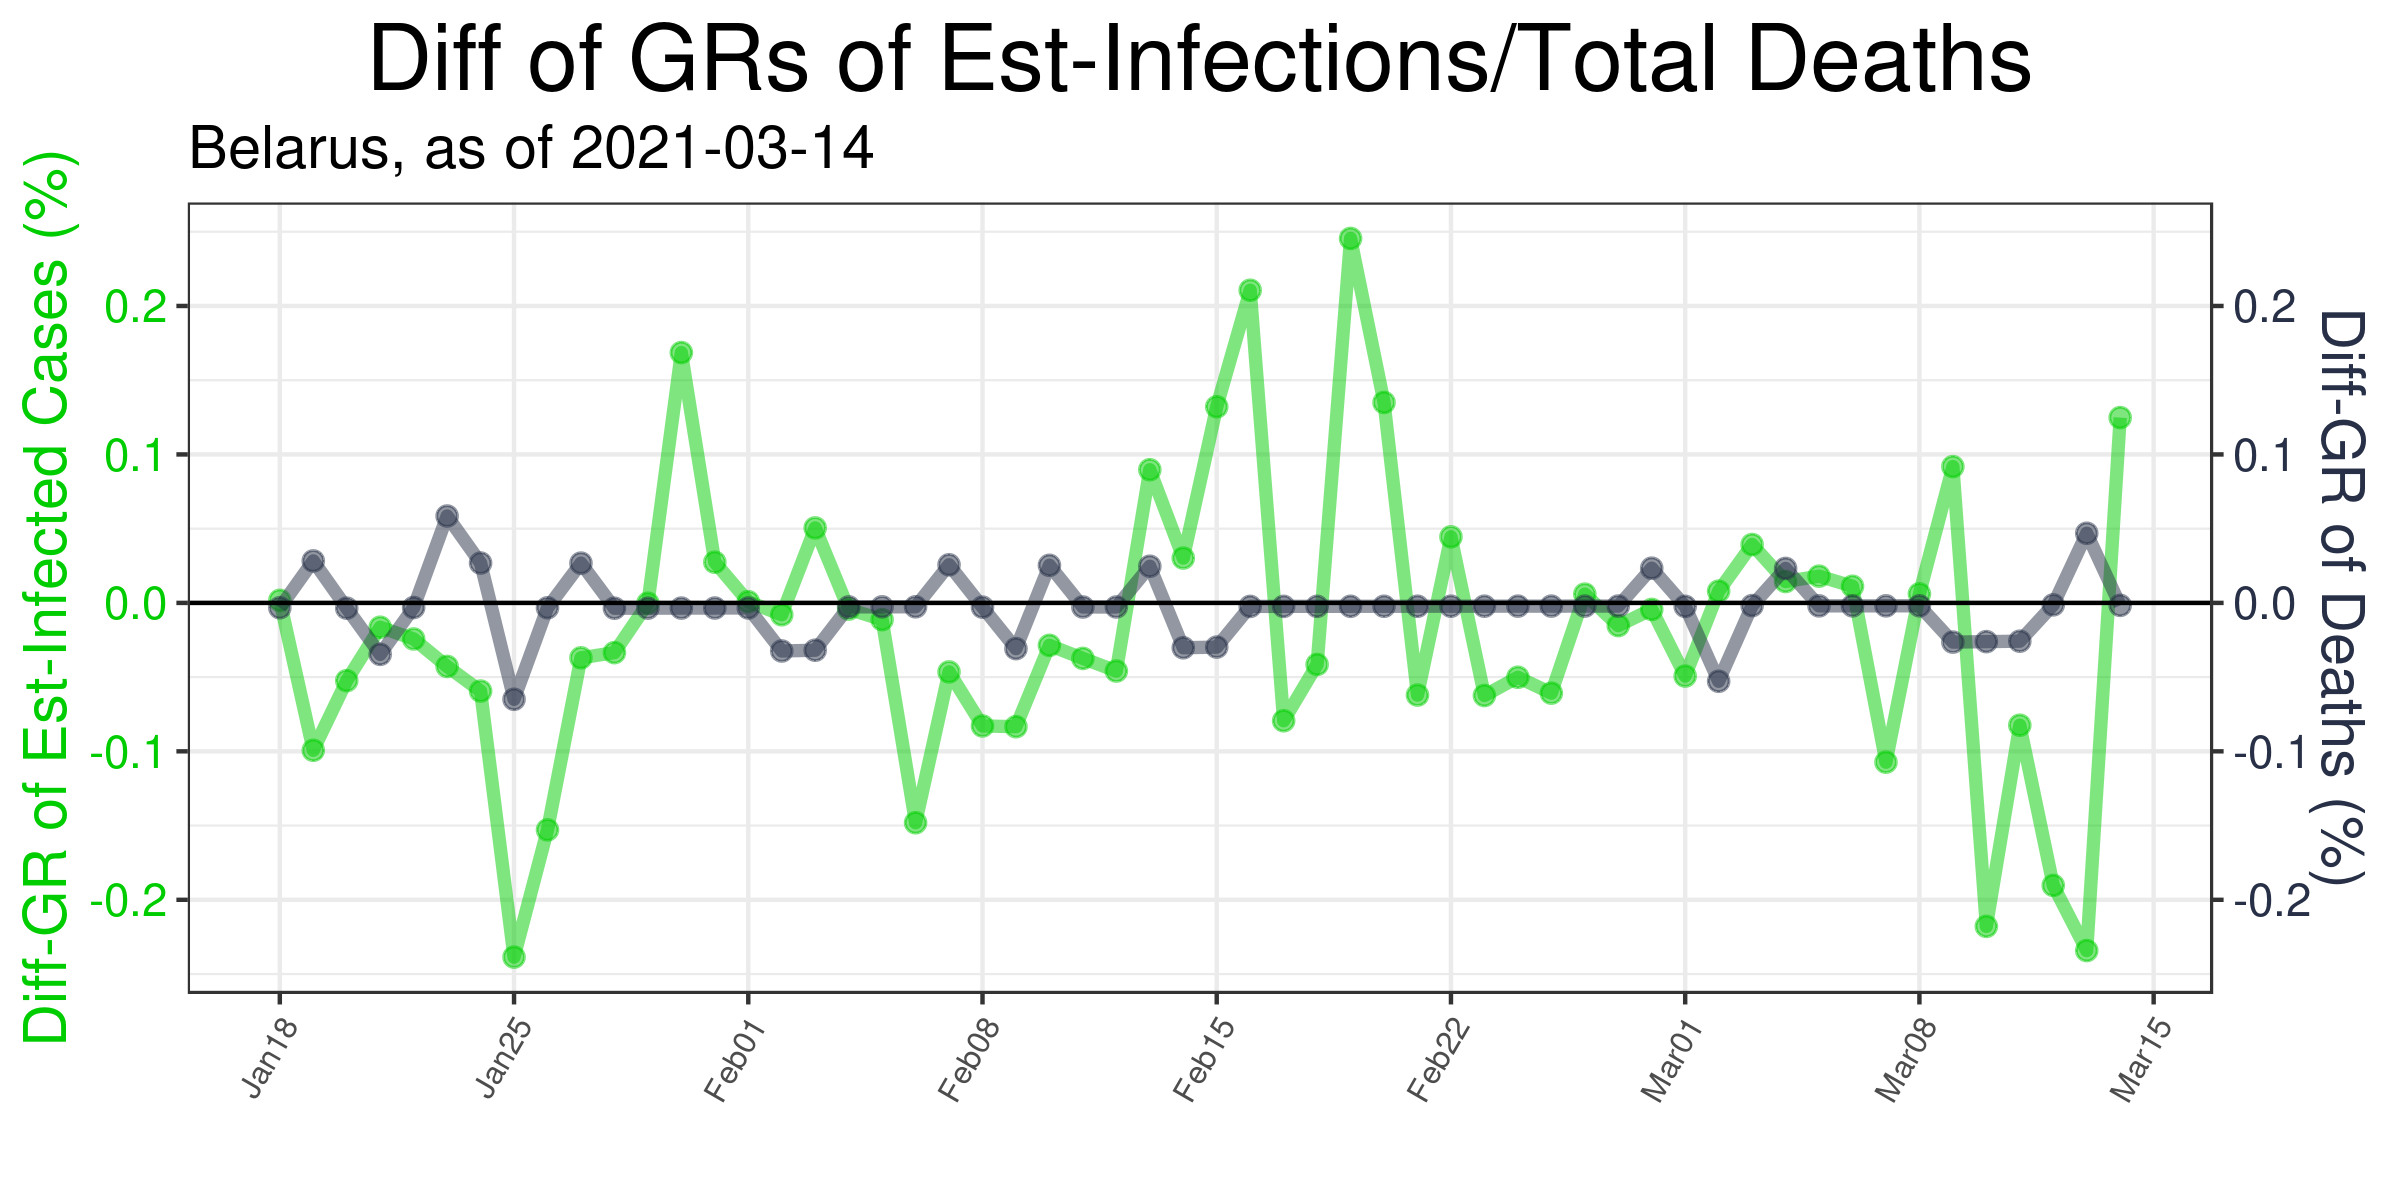 Diff of GRs of Est-Infections/Total Deaths
Belarus, as of 2021-03-14
Diff-GR of Est-Infected Cases (%)
0.2
0.1
0.0
-0.1
-0.2
0.2
0.1
0.0
-0.1
-0.2
Diff-GR of Deaths (%)
Jan18
Jan25
Feb01
Feb08
Feb15
Feb22
Mar01
Mar08
Mar15